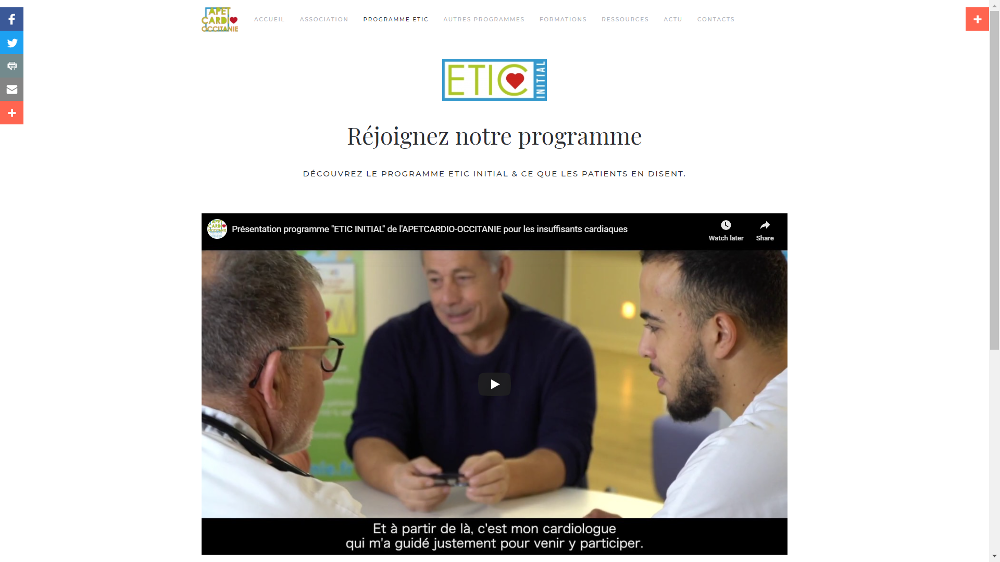 APET
CARDI
OCCITANIE
ACCUEIL
ASSOCIATION
PROGRAMME ETIC
AUTRES PROGRAMMES
FORMATIONS
RESSOURCES
ACTU
CONTACTS
ETIC
INITIAL
Réjoignez notre programme
DÉCOUVREZ LE PROGRAMME ETIC INITIAL & CE QUE LES PATIENTS EN DISENT.
Présentation programme "ETIC INITIAL" de l'APETCARDIO-OCCITANIE pour les insuffisants cardiaques
Watch later
Share
Et à partir de là, c'est mon cardiologue
qui m'a guidé justement pour venir y participer.